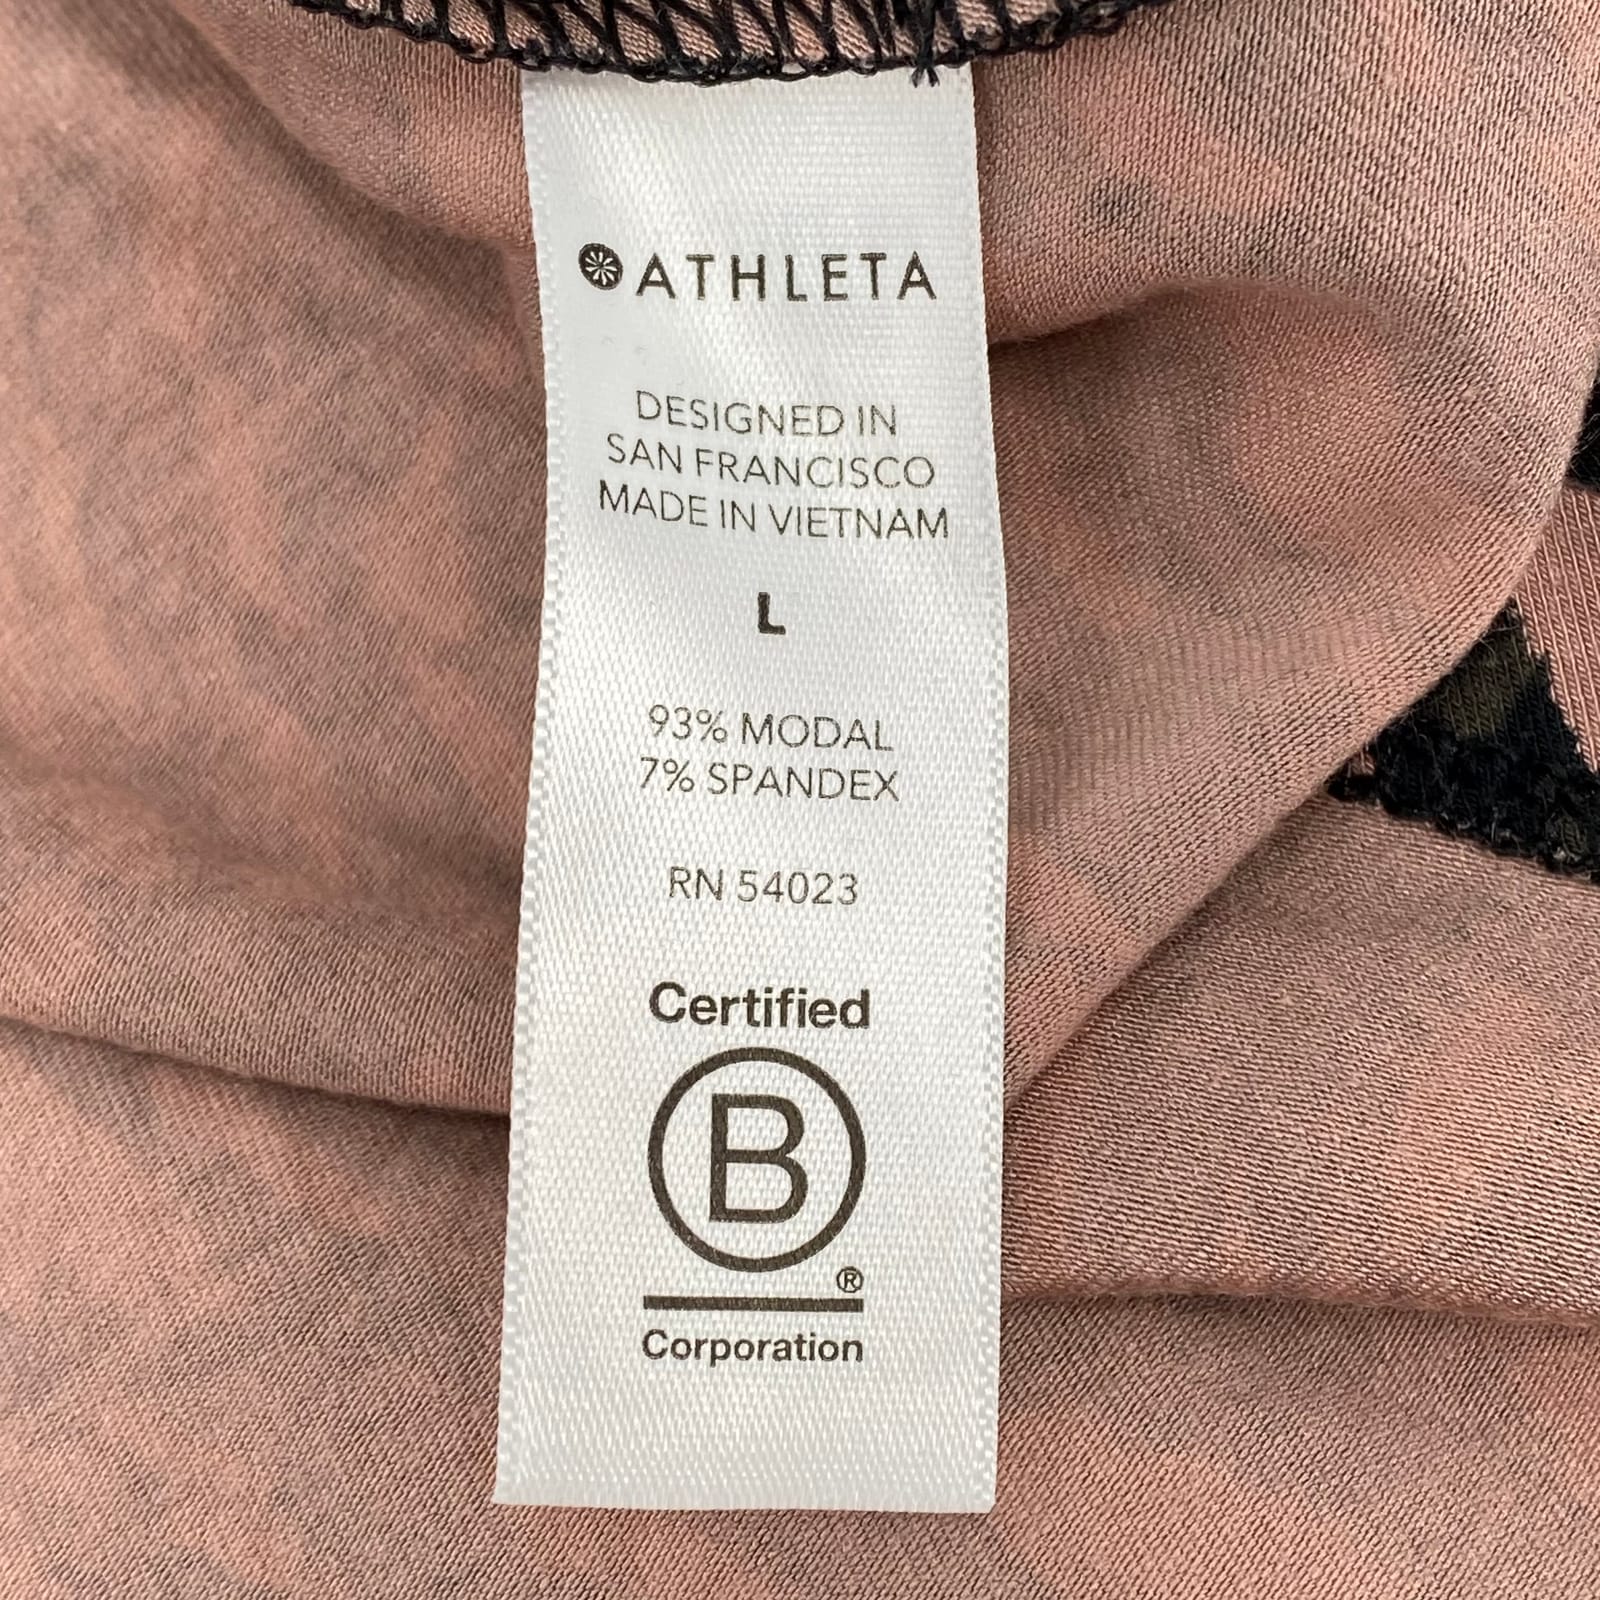 ATHLETA
DESIGNED IN
SAN FRANCISCO
MADE IN VIETNAM
L
93% MODAL
7% SPANDEX
RN 54023
Certified
B
®
Corporation